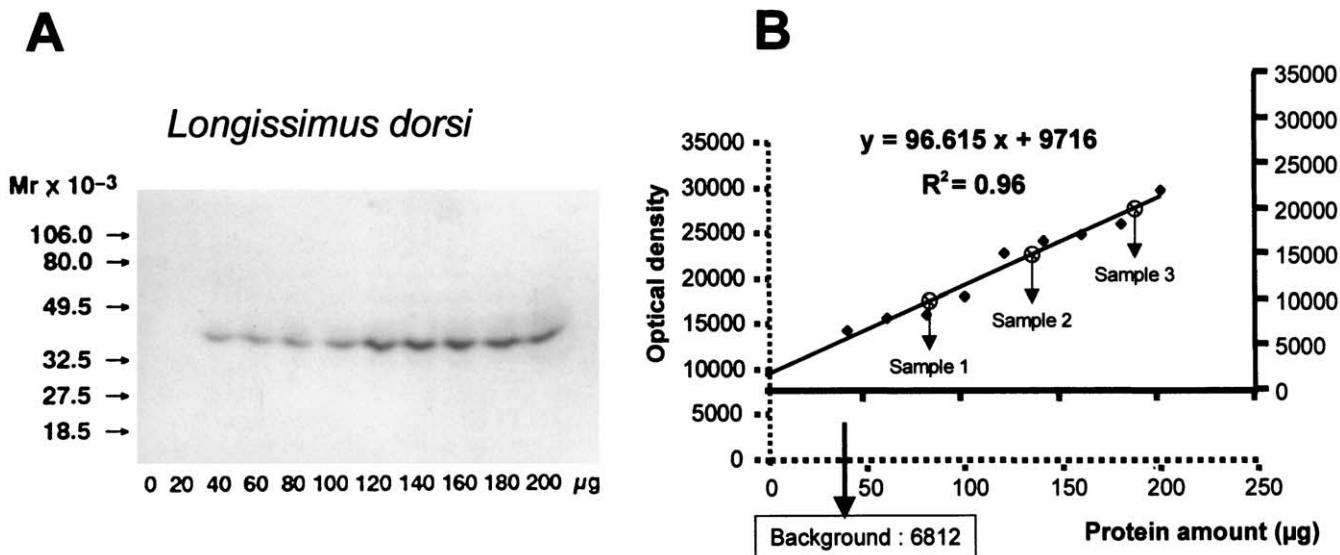 A
Longissimus dorsi
Mr x 10⁻³
106.0 →
80.0 →
49.5 →
32.5 →
27.5 →
18.5 →
0 20 40 60 80 100 120 140 160 180 200 µg
B
y = 96.615 x + 9716
R² = 0.96
Optical density
35000
30000
25000
20000
15000
10000
5000
0
35000
30000
25000
20000
15000
10000
5000
0
Sample 1
Sample 2
Sample 3
0 50 100 150 200 250
Background : 6812
Protein amount (µg)